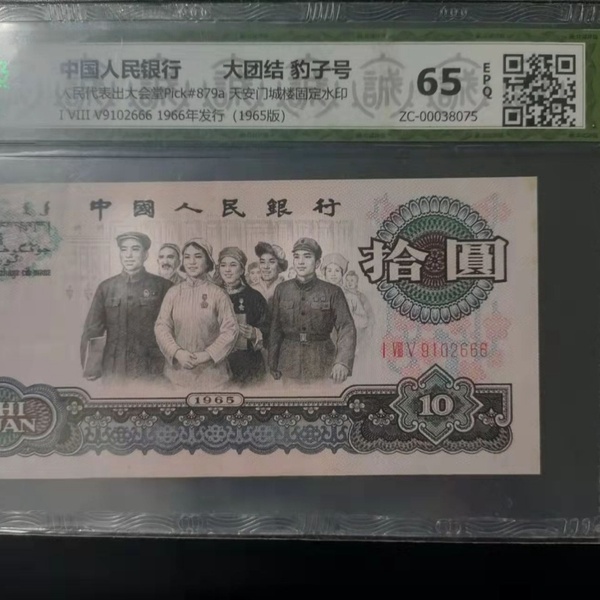 中国人民银行 大团结 豹子号
人民代表出大会堂Pick#879a 天安门城楼固定水印
I VIII V9102666 1966年发行（1965版）
65
EPQ
ZC-00038075
中國人民銀行
拾圓
I VIII V 9102666
1965
10
HI
UAN
誠